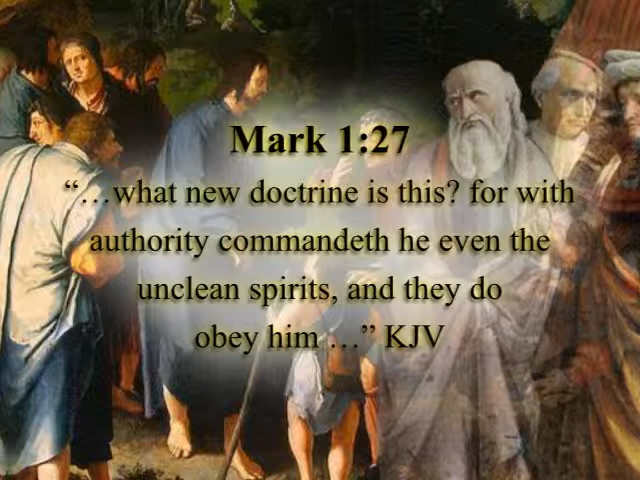 Mark 1:27
“…what new doctrine is this? for with
authority commandeth he even the
unclean spirits, and they do
obey him …” KJV